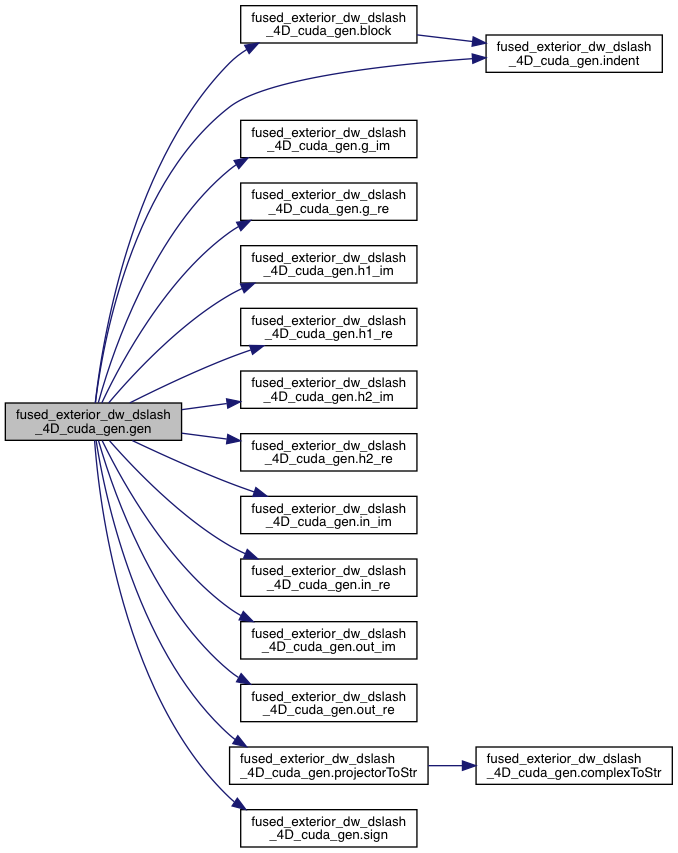 fused_exterior_dw_dslash
_4D_cuda_gen.block
fused_exterior_dw_dslash
_4D_cuda_gen.indent
fused_exterior_dw_dslash
_4D_cuda_gen.g_im
fused_exterior_dw_dslash
_4D_cuda_gen.g_re
fused_exterior_dw_dslash
_4D_cuda_gen.h1_im
fused_exterior_dw_dslash
_4D_cuda_gen.h1_re
fused_exterior_dw_dslash
_4D_cuda_gen.h2_im
fused_exterior_dw_dslash
_4D_cuda_gen.gen
fused_exterior_dw_dslash
_4D_cuda_gen.h2_re
fused_exterior_dw_dslash
_4D_cuda_gen.in_im
fused_exterior_dw_dslash
_4D_cuda_gen.in_re
fused_exterior_dw_dslash
_4D_cuda_gen.out_im
fused_exterior_dw_dslash
_4D_cuda_gen.out_re
fused_exterior_dw_dslash
_4D_cuda_gen.projectorToStr
fused_exterior_dw_dslash
_4D_cuda_gen.complexToStr
fused_exterior_dw_dslash
_4D_cuda_gen.sign